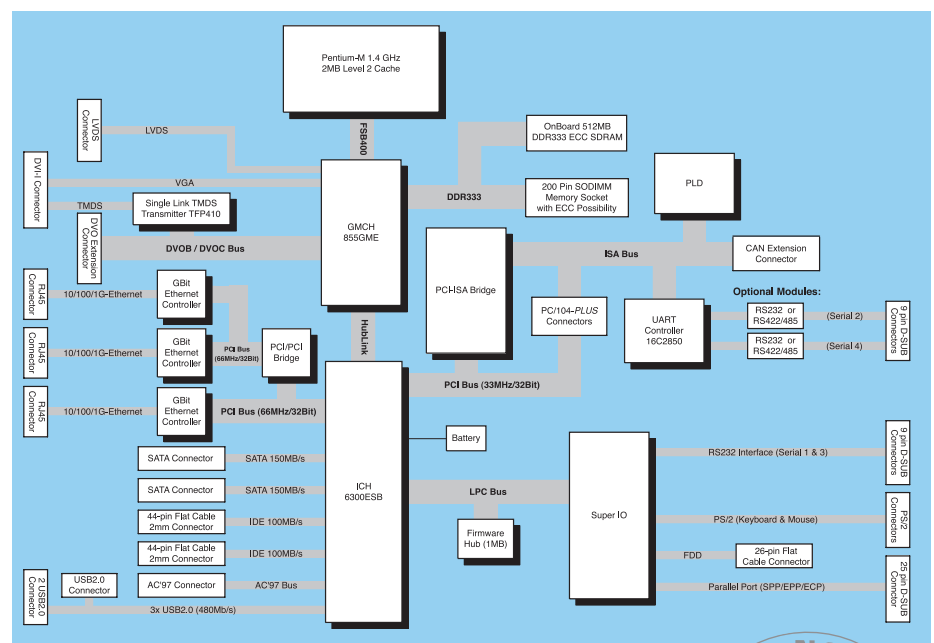 Pentium-M 1.4 GHz
2MB Level 2 Cache
LVDS
Connector
LVDS
FSB400
OnBoard 512MB
DDR333 ECC SDRAM
DVI-I Connector
VGA
TMDS
Single Link TMDS
Transmitter TFP410
GMCH
855GME
DDR333
200 Pin SODIMM
Memory Socket
with ECC Possibility
PLD
DVO Extension
Connector
DVOB / DVOC Bus
ISA Bus
CAN Extension
Connector
PCI-ISA Bridge
RJ45
Connector
10/100/1G-Ethernet
GBit
Ethernet
Controller
PC/104-PLUS
Connectors
UART
Controller
16C2850
Optional Modules:
RS232 or
RS422/485
(Serial 2)
RS232 or
RS422/485
(Serial 4)
9 pin D-SUB
Connectors
RJ45
Connector
10/100/1G-Ethernet
GBit
Ethernet
Controller
PCI Bus
(66MHz/32Bit)
PCI/PCI
Bridge
HubLink
PCI Bus (33MHz/32Bit)
RJ45
Connector
10/100/1G-Ethernet
GBit
Ethernet
Controller
PCI Bus (66MHz/32Bit)
Battery
SATA Connector
SATA 150MB/s
ICH
6300ESB
RS232 Interface (Serial 1 & 3)
9 pin D-SUB
Connectors
SATA Connector
SATA 150MB/s
LPC Bus
Super IO
44-pin Flat Cable
2mm Connector
IDE 100MB/s
Firmware
Hub (1MB)
PS/2 (Keyboard & Mouse)
PS/2
Connectors
44-pin Flat Cable
2mm Connector
IDE 100MB/s
FDD
26-pin Flat
Cable Connector
2 USB2.0
Connector
USB2.0
Connector
AC'97 Connector
AC'97 Bus
Parallel Port (SPP/EPP/ECP)
25 pin D-SUB
Connctor
3x USB2.0 (480Mb/s)